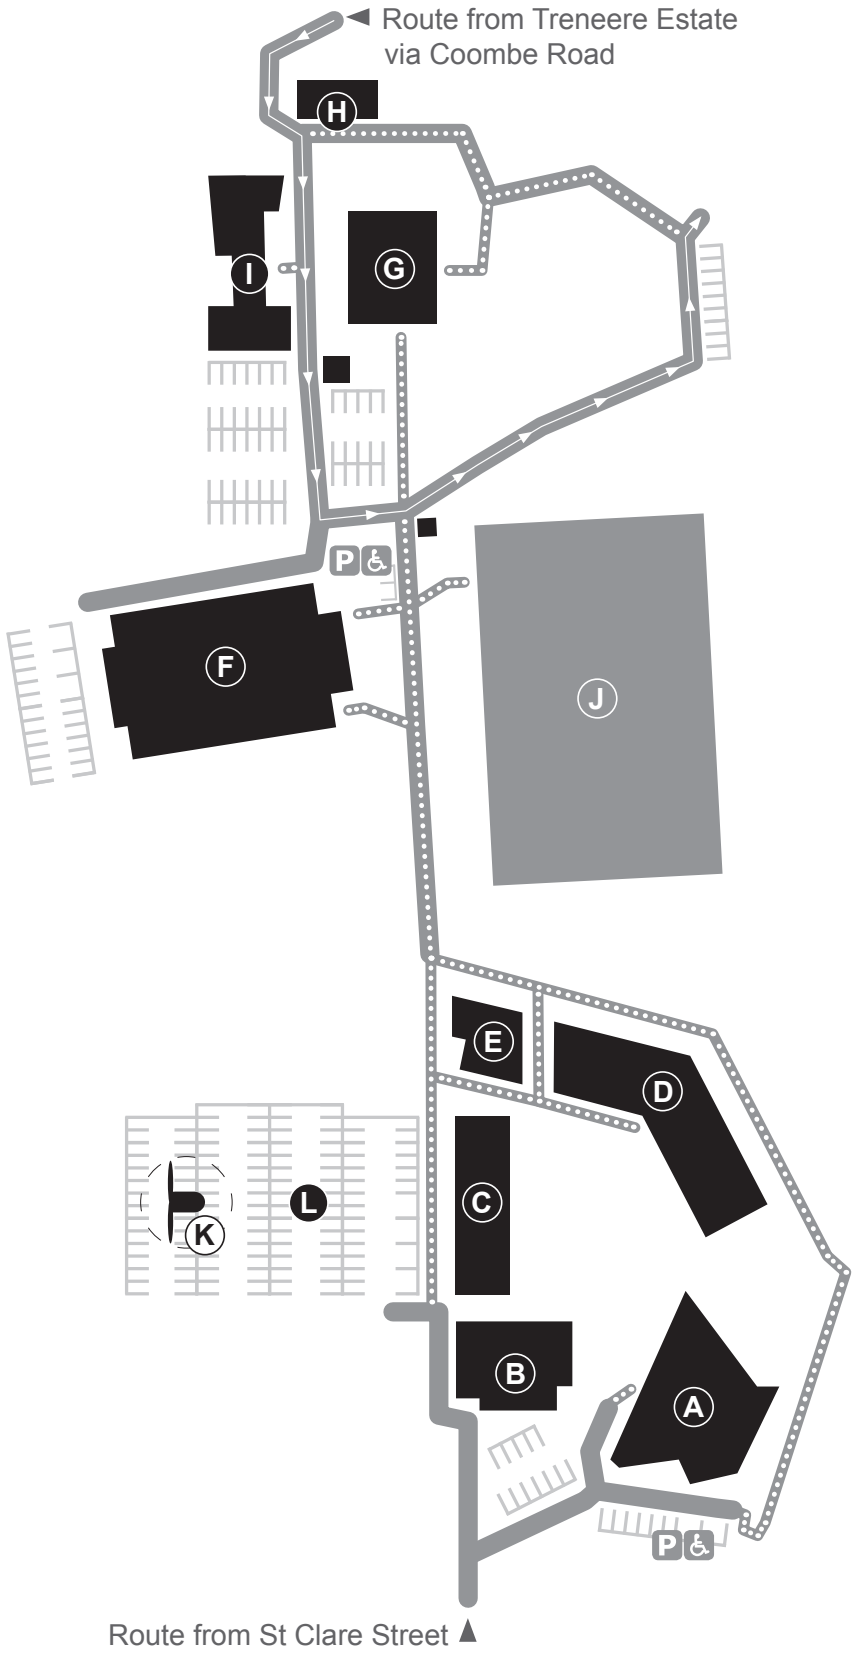 Route from Treneere Estate
via Coombe Road
H
I
G
P
F
J
E
D
C
L
K
B
A
P
Route from St Clare Street